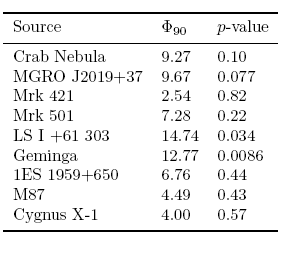 Source Φ90 p-value
Crab Nebula 9.27 0.10
MGRO J2019+37 9.67 0.077
Mrk 421 2.54 0.82
Mrk 501 7.28 0.22
LS I +61 303 14.74 0.034
Geminga 12.77 0.0086
1ES 1959+650 6.76 0.44
M87 4.49 0.43
Cygnus X-1 4.00 0.57